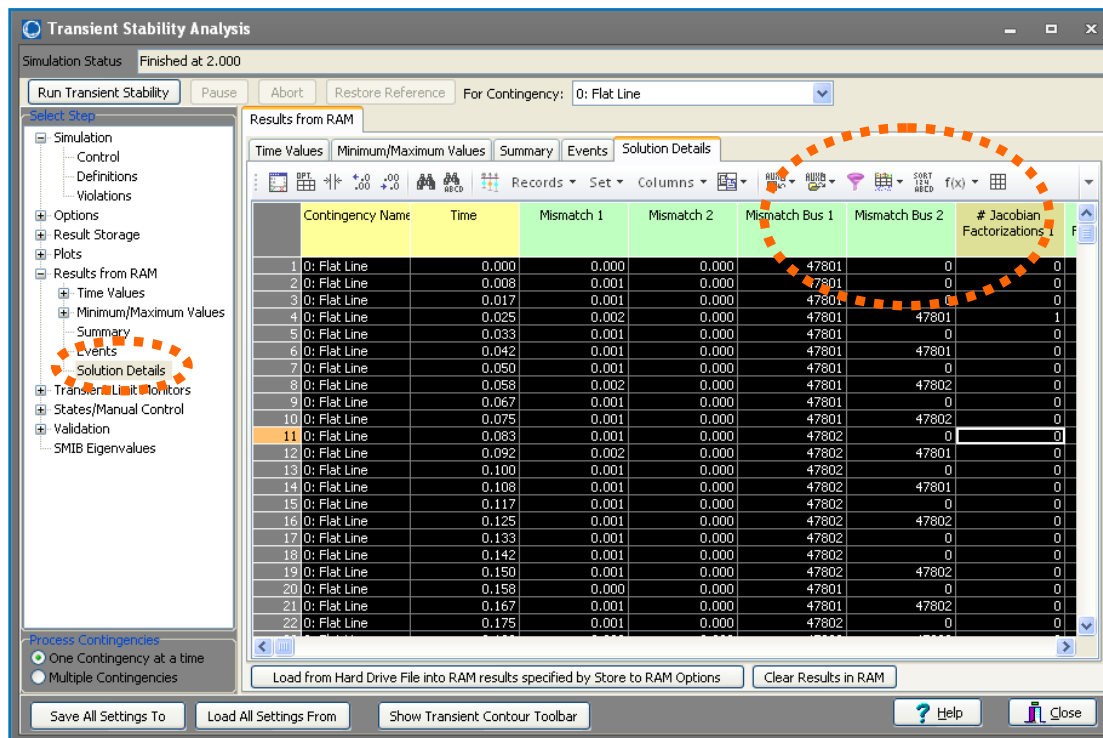 Transient Stability Analysis
Simulation Status Finished at 2.000
Run Transient Stability Pause Abort Restore Reference For Contingency: 0: Flat Line
Select Step
Simulation
Control
Definitions
Violations
Options
Result Storage
Plots
Results from RAM
Time Values
Minimum/Maximum Values
Summary
Events
Solution Details
Transient Limit Monitors
States/Manual Control
Validation
SMIB Eigenvalues
Process Contingencies
One Contingency at a time
Multiple Contingencies
Results from RAM
Time Values Minimum/Maximum Values Summary Events Solution Details
Records Set Columns SORT 124 ABCD f(x)
Contingency Name Time Mismatch 1 Mismatch 2 Mismatch Bus 1 Mismatch Bus 2 # Jacobian Factorizations 1
1 0: Flat Line 0.000 0.000 0.000 47801 0 0
2 0: Flat Line 0.008 0.001 0.000 47801 0 0
3 0: Flat Line 0.017 0.001 0.000 47801 0 0
4 0: Flat Line 0.025 0.002 0.000 47801 47801 1
5 0: Flat Line 0.033 0.001 0.000 47801 0 0
6 0: Flat Line 0.042 0.001 0.000 47801 47801 0
7 0: Flat Line 0.050 0.001 0.000 47801 0 0
8 0: Flat Line 0.058 0.002 0.000 47801 47802 0
9 0: Flat Line 0.067 0.001 0.000 47801 0 0
10 0: Flat Line 0.075 0.001 0.000 47801 47802 0
11 0: Flat Line 0.083 0.001 0.000 47802 0 0
12 0: Flat Line 0.092 0.002 0.000 47802 47801 0
13 0: Flat Line 0.100 0.001 0.000 47802 0 0
14 0: Flat Line 0.108 0.001 0.000 47802 47801 0
15 0: Flat Line 0.117 0.001 0.000 47802 0 0
16 0: Flat Line 0.125 0.001 0.000 47802 47802 0
17 0: Flat Line 0.133 0.001 0.000 47802 0 0
18 0: Flat Line 0.142 0.001 0.000 47802 0 0
19 0: Flat Line 0.150 0.001 0.000 47802 47802 0
20 0: Flat Line 0.158 0.000 0.000 47801 0 0
21 0: Flat Line 0.167 0.001 0.000 47801 47802 0
22 0: Flat Line 0.175 0.001 0.000 47802 0 0
Load from Hard Drive File into RAM results specified by Store to RAM Options Clear Results in RAM
Save All Settings To Load All Settings From Show Transient Contour Toolbar Help Close